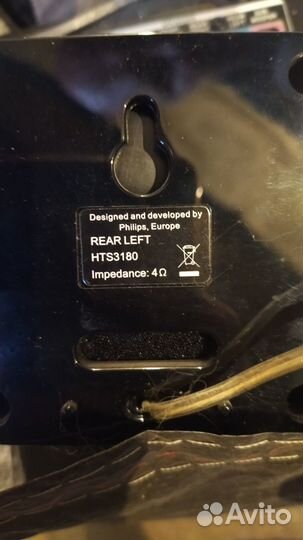 Designed and developed by
Philips, Europe
REAR LEFT
HTS3180
Impedance: 4Ω
Avito